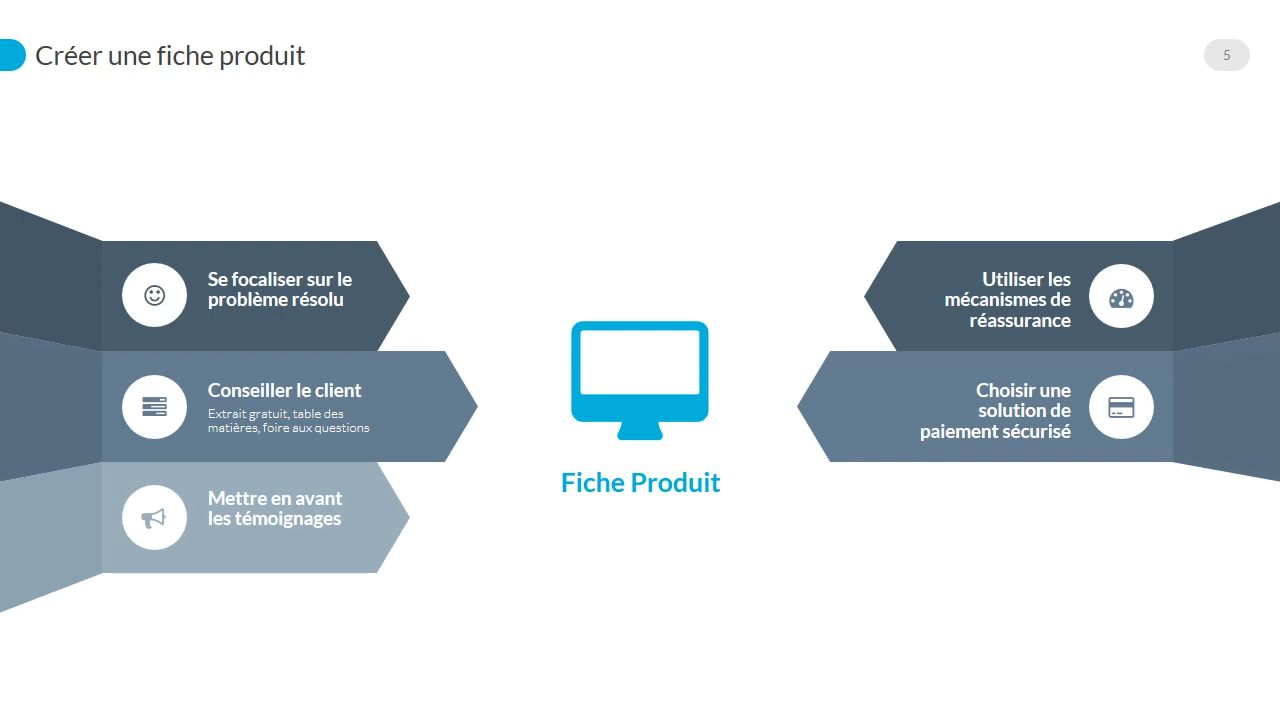 Créer une fiche produit
5
Se focaliser sur le
problème résolu
Conseiller le client
Extrait gratuit, table des
matières, foire aux questions
Mettre en avant
les témoignages
Fiche Produit
Utiliser les
mécanismes de
réassurance
Choisir une
solution de
paiement sécurisé